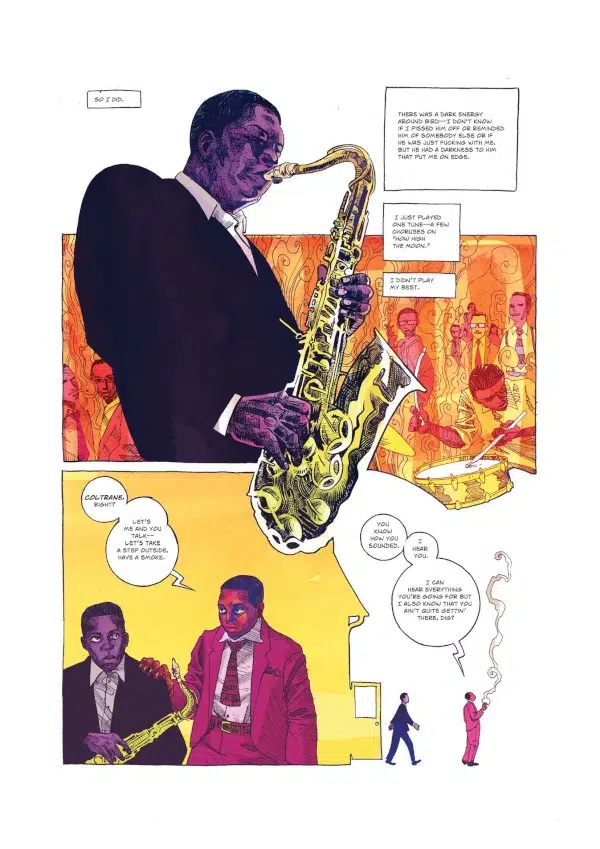 SO I DID.
THERE WAS A DARK ENERGY
AROUND BIRD--I DON'T KNOW
IF I PISSED HIM OFF OR REMINDED
HIM OF SOMEBODY ELSE OR IF
HE WAS JUST FUCKING WITH ME,
BUT HE HAD A DARKNESS TO HIM
THAT PUT ME ON EDGE.
I JUST PLAYED
ONE TUNE--A FEW
CHORUSES ON
"HOW HIGH
THE MOON."
I DIDN'T PLAY
MY BEST.
COLTRANE,
RIGHT?
LET'S
ME AND YOU
TALK--
LET'S TAKE
A STEP OUTSIDE,
HAVE A SMOKE.
YOU
KNOW
HOW YOU
SOUNDED.
I
HEAR
YOU.
I CAN
HEAR EVERYTHING
YOU'RE GOING FOR BUT
I ALSO KNOW THAT YOU
AIN'T QUITE GETTIN'
THERE, DIG?